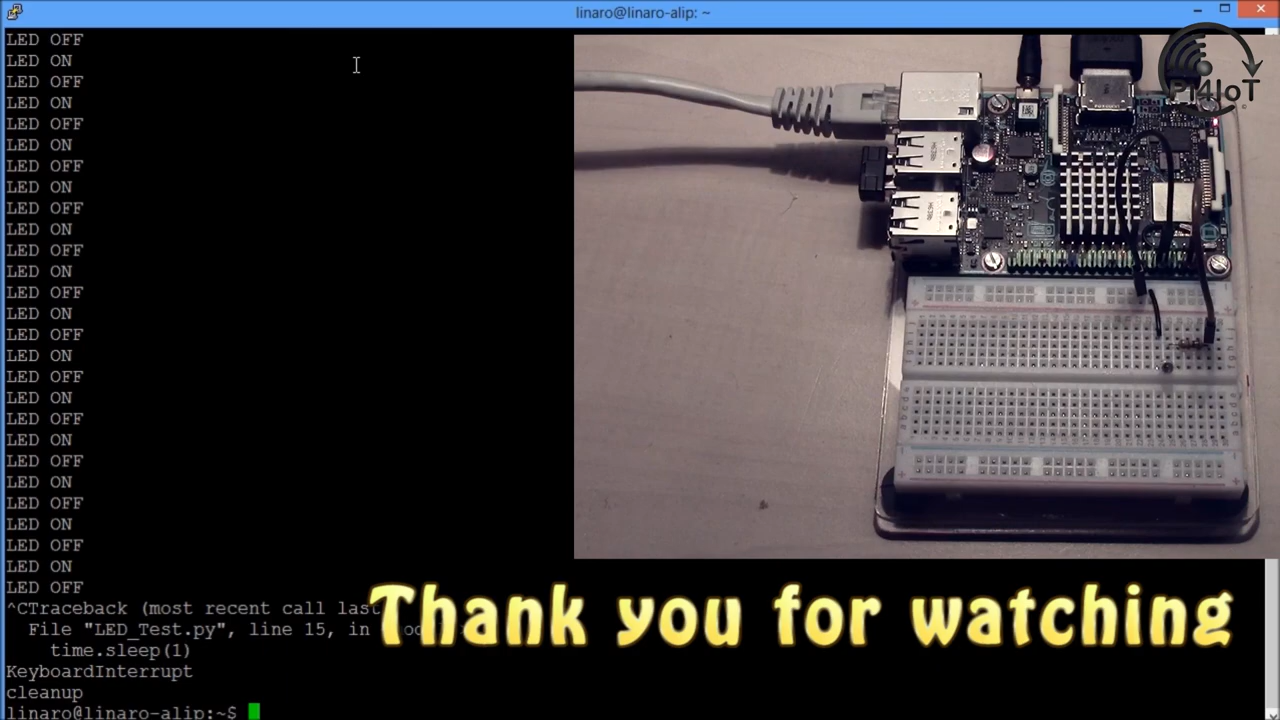 linaro@linaro-alip: ~
LED OFF
LED ON
LED OFF
LED ON
LED OFF
LED ON
LED OFF
LED ON
LED OFF
LED ON
LED OFF
LED ON
LED OFF
LED ON
LED OFF
LED ON
LED OFF
LED ON
LED OFF
LED ON
LED OFF
LED ON
LED OFF
LED ON
LED OFF
LED ON
LED OFF
^CTraceback (most recent call last
File "LED_Test.py", line 15, in
time.sleep(1)
KeyboardInterrupt
cleanup
linaro@linaro-alip:~$
PI4IoT
Thank you for watching